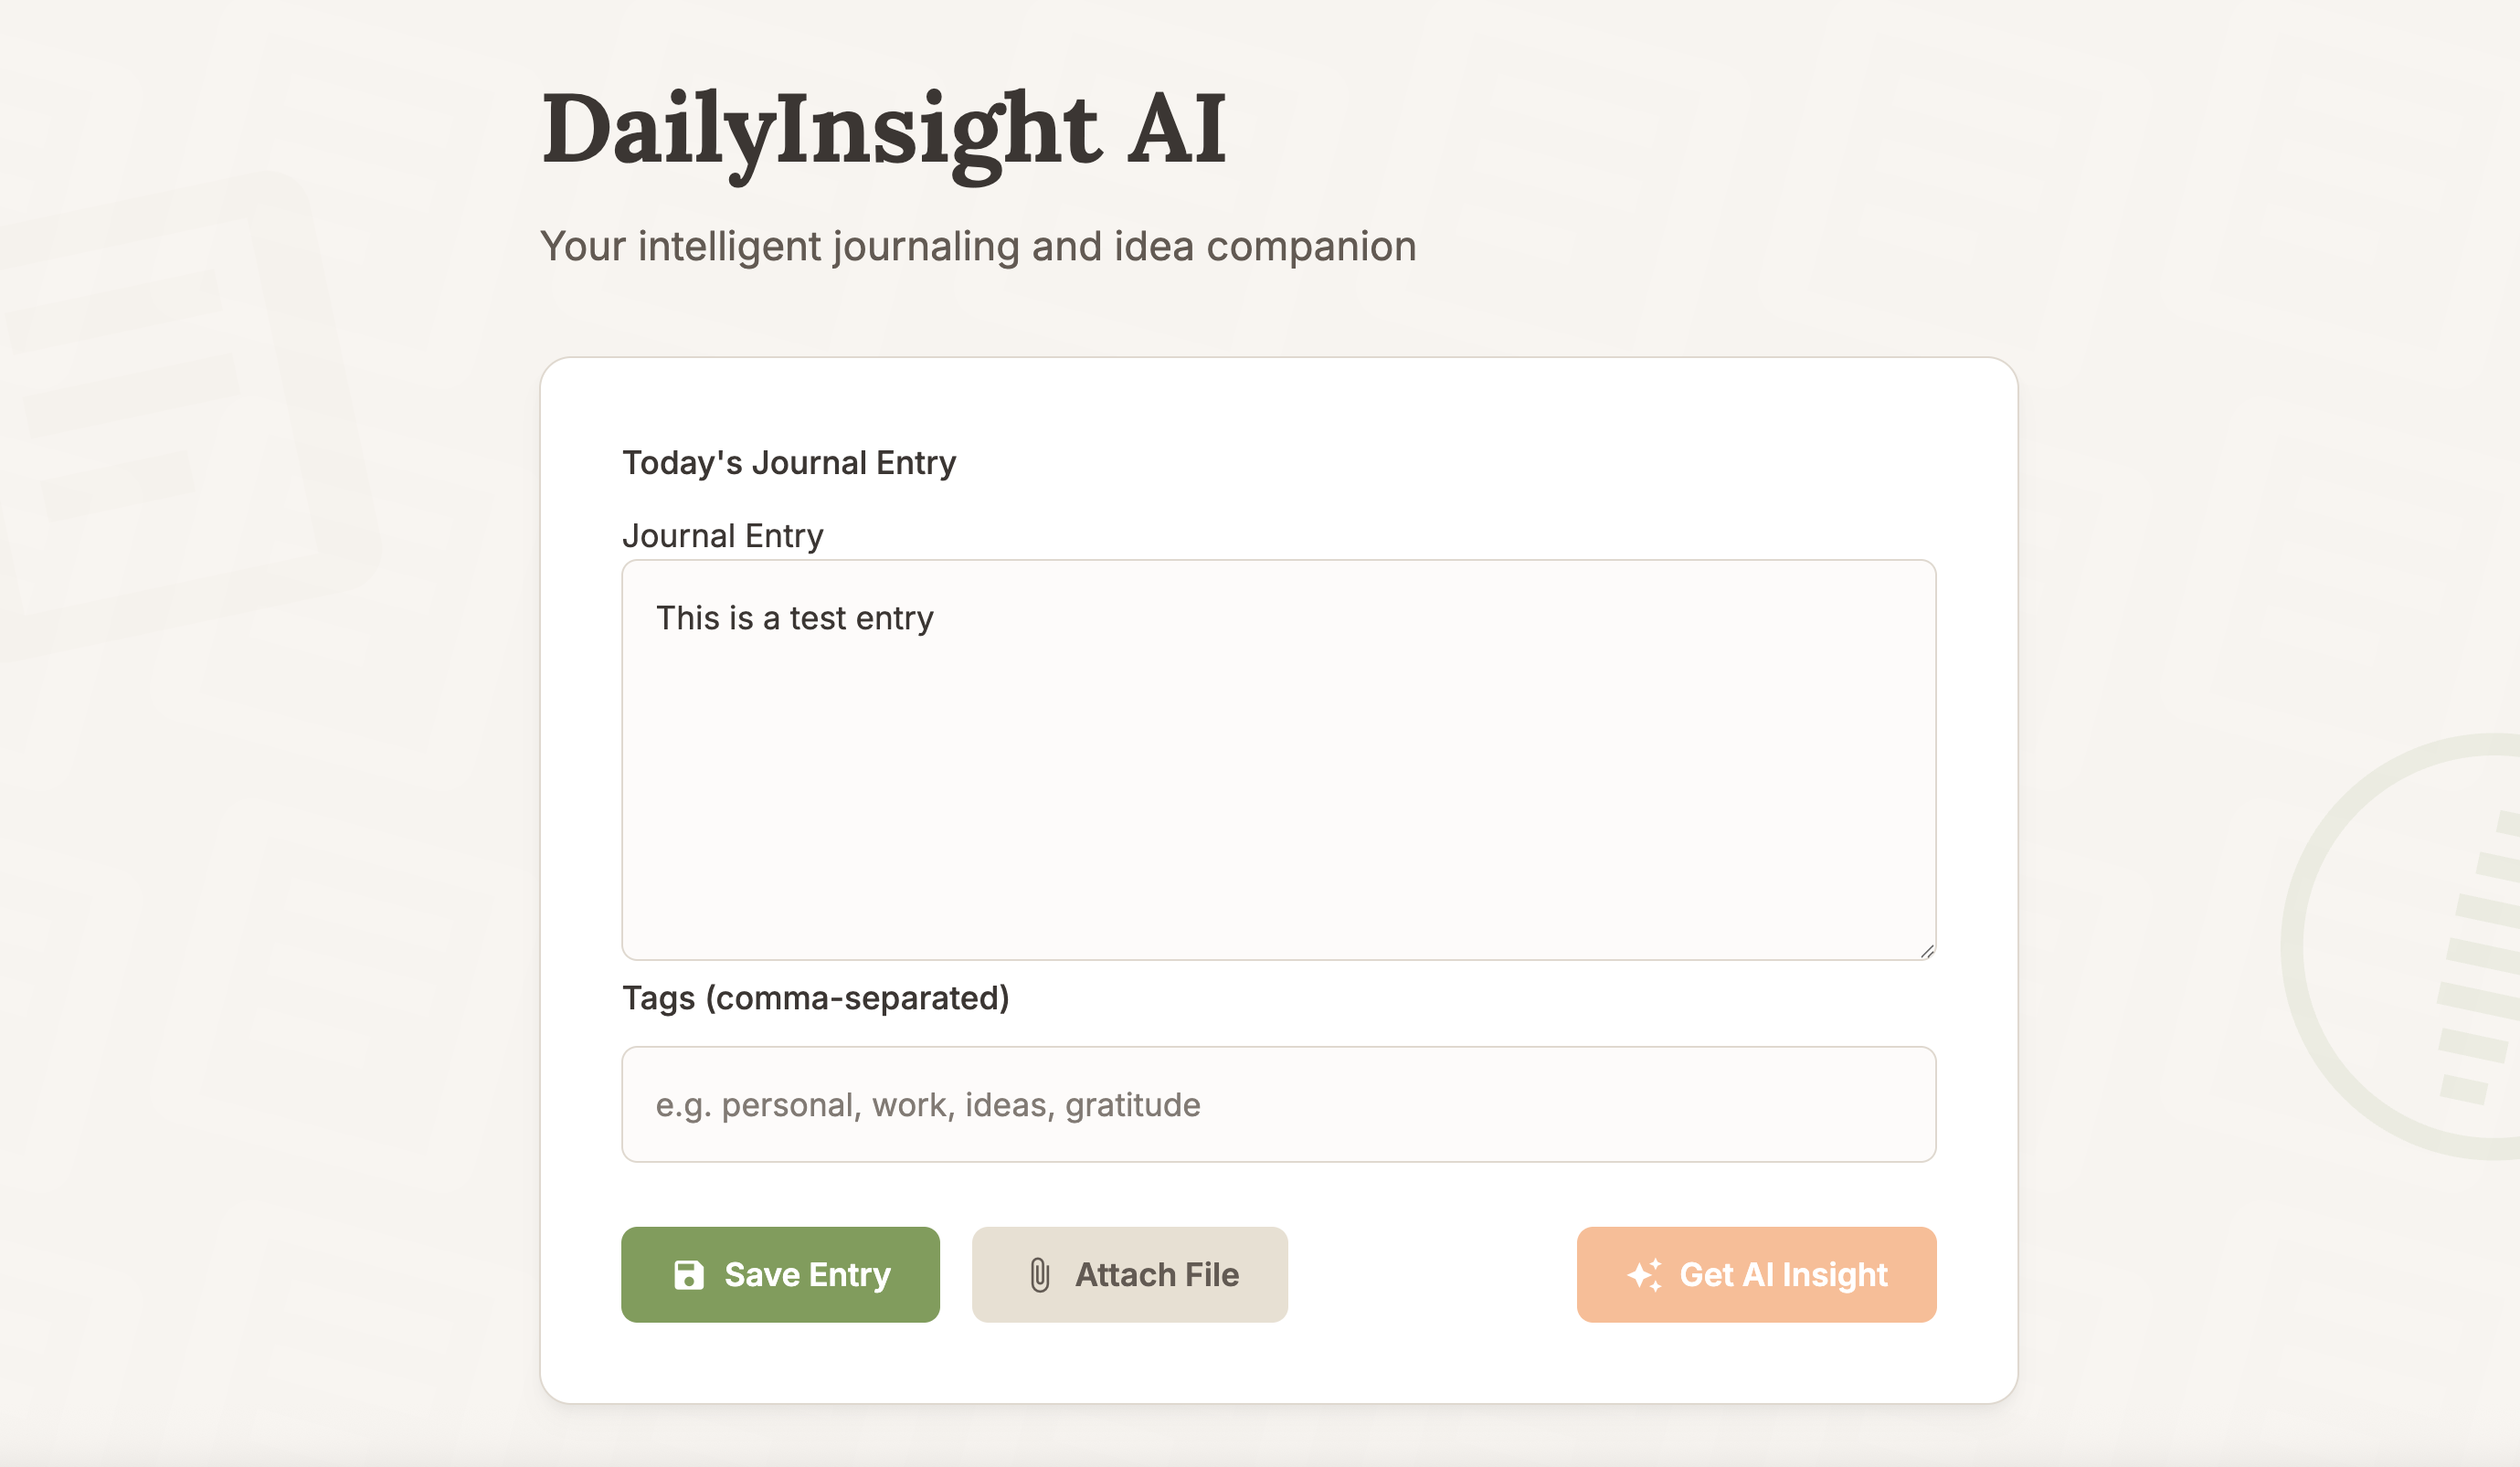 DailyInsight AI
Your intelligent journaling and idea companion
Today's Journal Entry
Journal Entry
This is a test entry
Tags (comma-separated)
e.g. personal, work, ideas, gratitude
Save Entry
Attach File
Get AI Insight